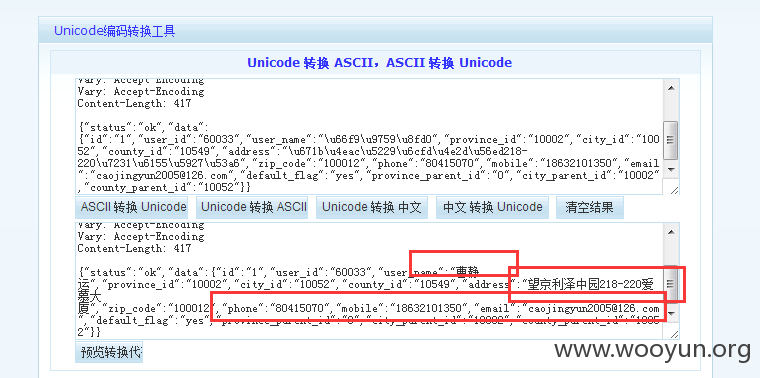 Unicode编码转换工具
Unicode 转换 ASCII，ASCII 转换 Unicode
Vary: Accept-Encoding
Content-Length: 417
{"status":"ok","data":
{"id":"1","user_id":"60033","user_name":"\u66f9\u9759\u8fd0","province_id":"10002","city_id":"100
52","county_id":"10549","address":"\u671b\u4eac\u5229\u6cfd\u4e2d\u56ed218-
220\u7231\u6155\u5927\u53a6","zip_code":"100012","phone":"80415070","mobile":"18632101350","email
":"caojingyun2005@126.com","default_flag":"yes","province_parent_id":"0","city_parent_id":"10002"
,"county_parent_id":"10052"}}
ASCII 转换 Unicode
Unicode 转换 ASCII
Unicode 转换 中文
中文 转换 Unicode
清空结果
Vary: Accept-Encoding
Content-Length: 417
{"status":"ok","data":{"id":"1","user_id":"60033","user_name":"曹静
运","province_id":"10002","city_id":"10052","county_id":"10549","address":"望京利泽中园218-220爱
慕大
厦","zip_code":"100012","phone":"80415070","mobile":"18632101350","email":"caojingyun2005@126.com
","default_flag":"yes","province_parent_id":"0","city_parent_id":"10002","county_parent_id":"1005
2"}}
预览转换代
www.wooyun.org